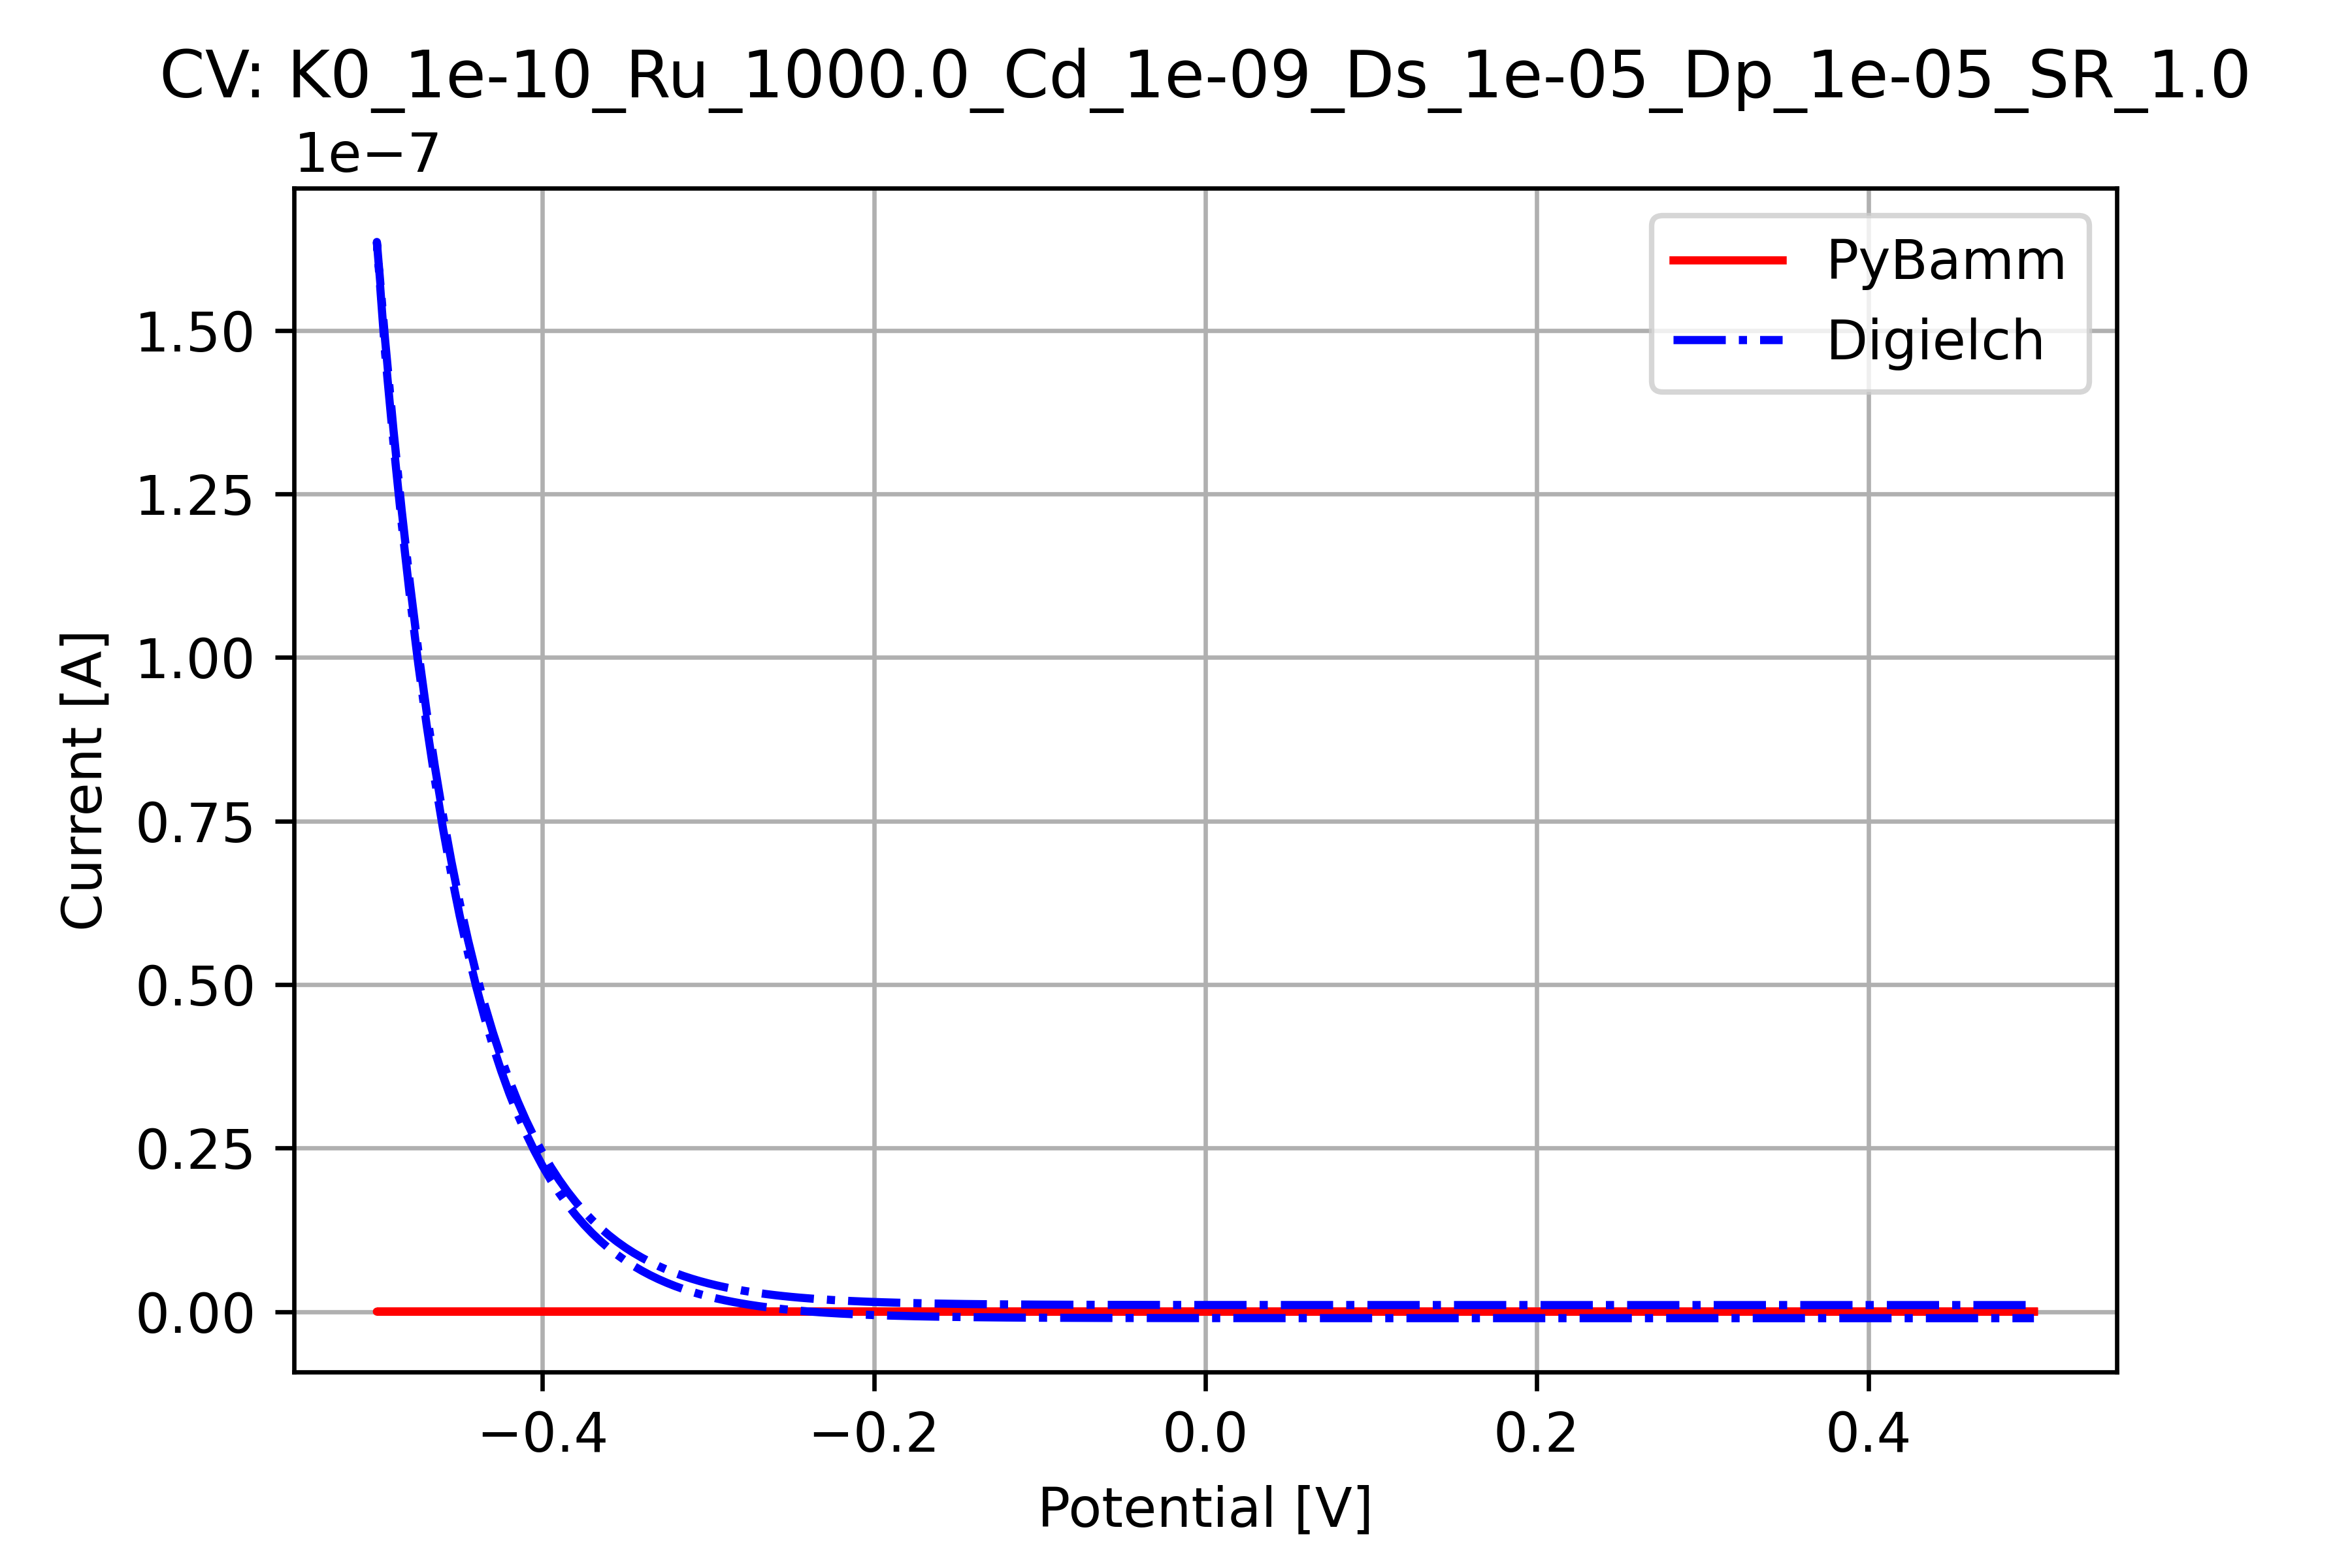 CV: K0_1e-10_Ru_1000.0_Cd_1e-09_Ds_1e-05_Dp_1e-05_SR_1.0
1e−7
PyBamm
Digielch
1.50
1.25
1.00
0.75
0.50
0.25
0.00
Current [A]
−0.4
−0.2
0.0
0.2
0.4
Potential [V]